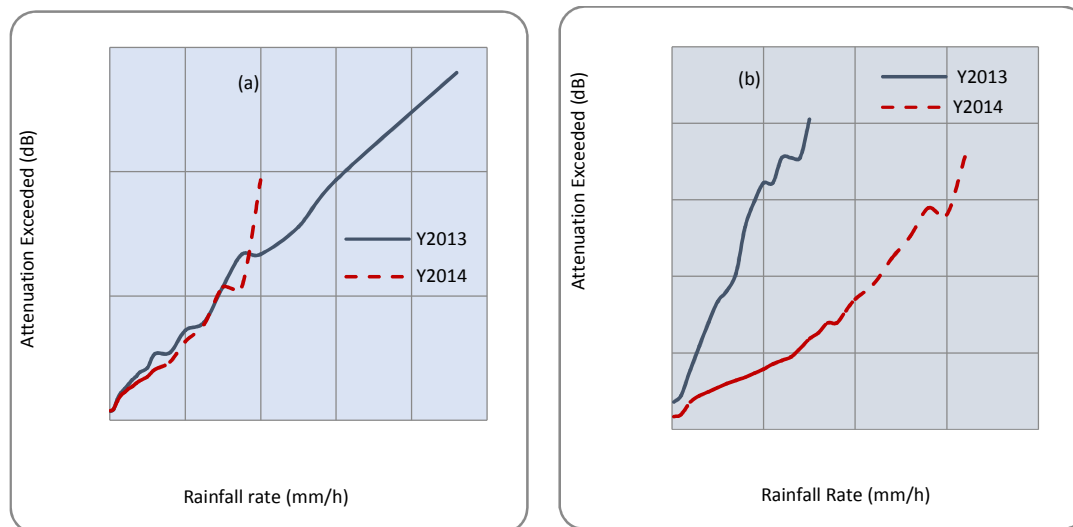 (a)
Attenuation Exceeded (dB)
Y2013
Y2014
Rainfall rate (mm/h)
(b)
Y2013
Y2014
Attenuation Exceeded (dB)
Rainfall Rate (mm/h)